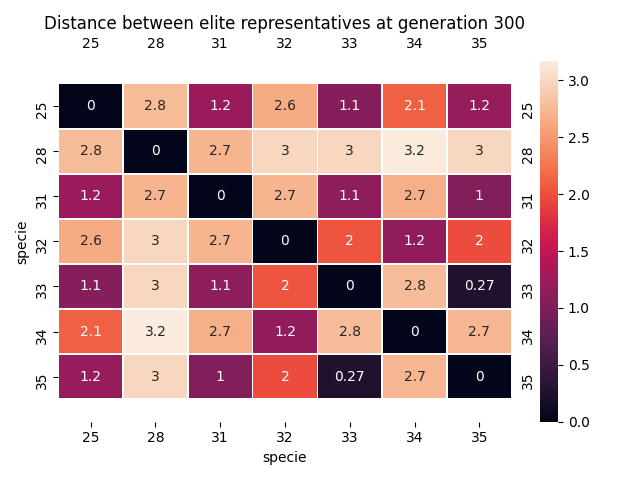 Distance between elite representatives at generation 300
25 28 31 32 33 34 35
25 0 2.8 1.2 2.6 1.1 2.1 1.2 25
28 2.8 0 2.7 3 3 3.2 3 28
31 1.2 2.7 0 2.7 1.1 2.7 1 31
32 2.6 3 2.7 0 2 1.2 2 32
33 1.1 3 1.1 2 0 2.8 0.27 33
34 2.1 3.2 2.7 1.2 2.8 0 2.7 34
35 1.2 3 1 2 0.27 2.7 0 35
25 28 31 32 33 34 35
specie
specie
3.0
2.5
2.0
1.5
1.0
0.5
0.0